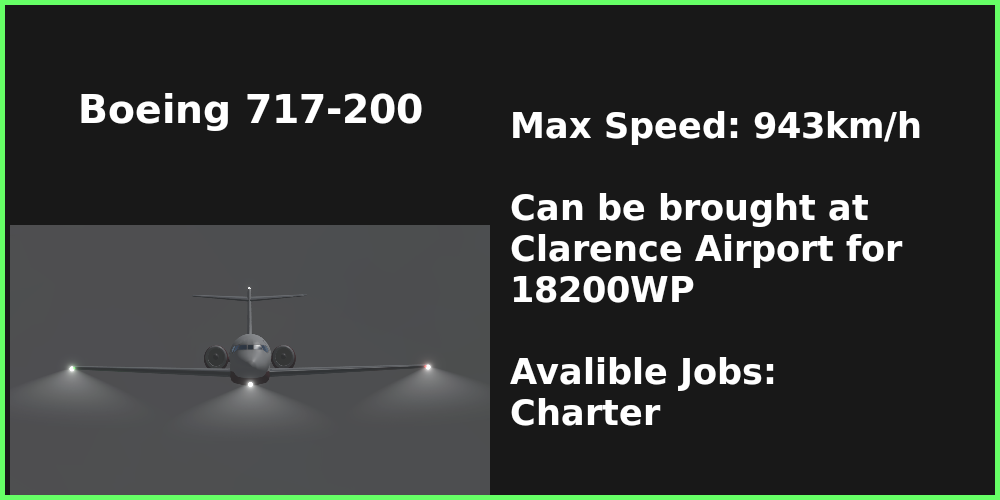 Boeing 717-200
Max Speed: 943km/h
Can be brought at
Clarence Airport for
18200WP
Avalible Jobs:
Charter